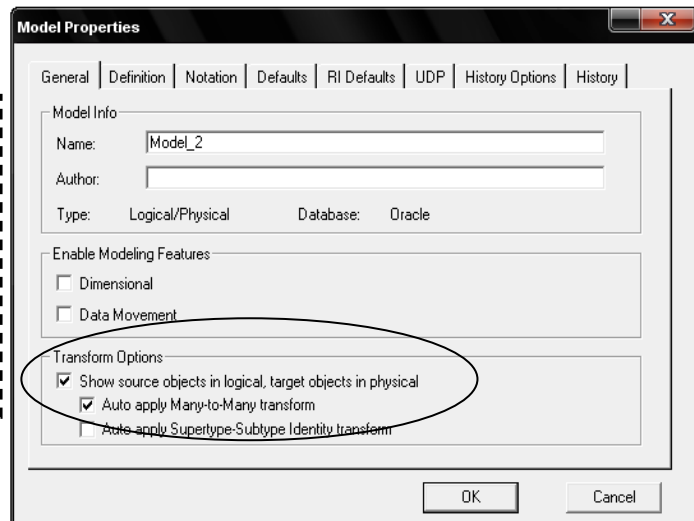 Model Properties
General Definition Notation Defaults RI Defaults UDP History Options History
Model Info
Name: Model_2
Author:
Type: Logical/Physical Database: Oracle
Enable Modeling Features
Dimensional
Data Movement
Transform Options
Show source objects in logical, target objects in physical
Auto apply Many-to-Many transform
Auto apply Supertype-Subtype Identity transform
OK Cancel